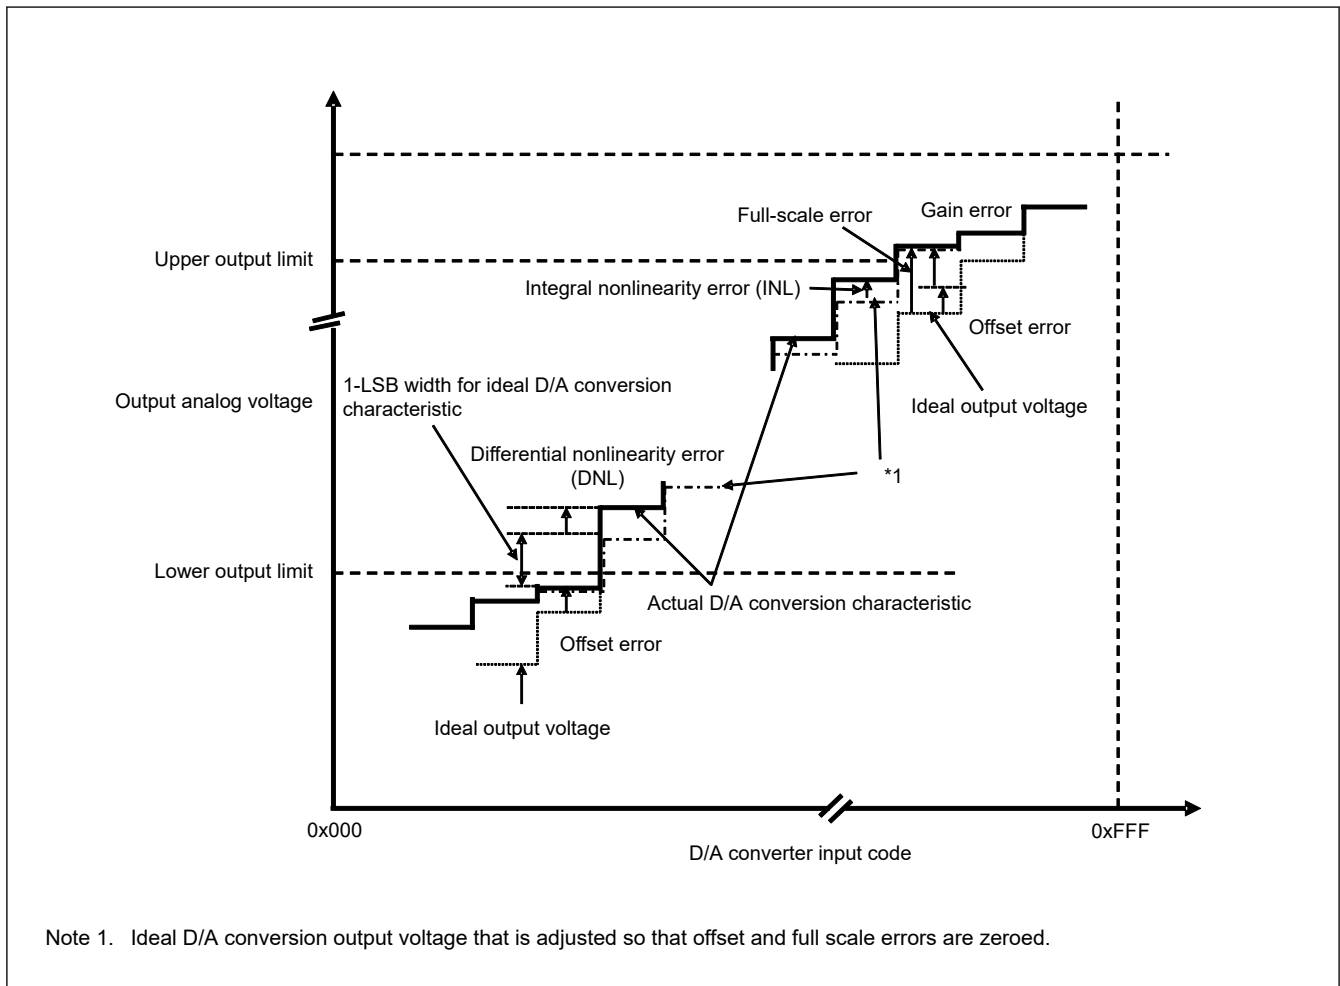 Full-scale error
Gain error
Upper output limit
Integral nonlinearity error (INL)
Offset error
1-LSB width for ideal D/A conversion
characteristic
Output analog voltage
Ideal output voltage
Differential nonlinearity error
(DNL)
*1
Lower output limit
Actual D/A conversion characteristic
Offset error
Ideal output voltage
0x000
0xFFF
D/A converter input code
Note 1. Ideal D/A conversion output voltage that is adjusted so that offset and full scale errors are zeroed.